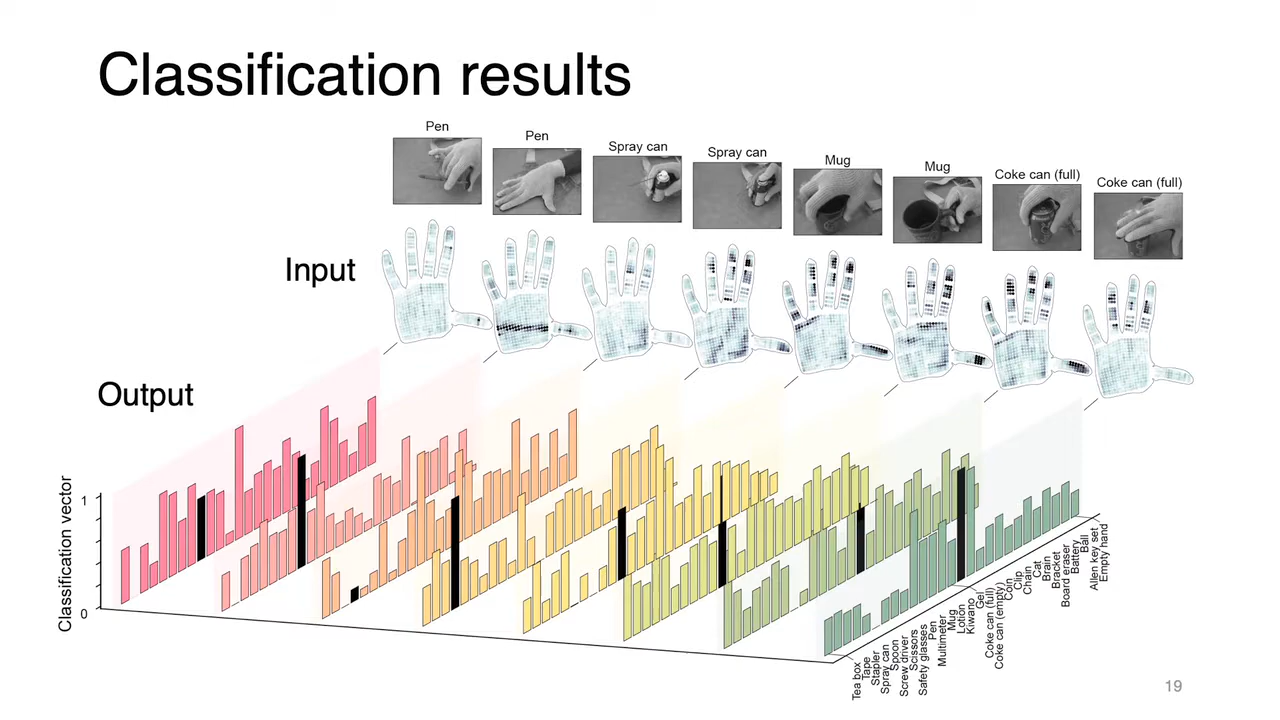 Classification results
Pen
Pen
Spray can
Spray can
Mug
Mug
Coke can (full)
Coke can (full)
Input
Output
Classification vector
1
0
Tea box
Tape
Stapler
Spray can
Spoon
Screw driver
Scissors
Safety glasses
Pen
Multimeter
Mug
Lotion
Kiwano
Gel
Coke can (full)
Coke can (empty)
Coin
Clip
Chain
Cat
Brain
Bracket
Board eraser
Battery
Ball
Allen key set
Empty hand
19